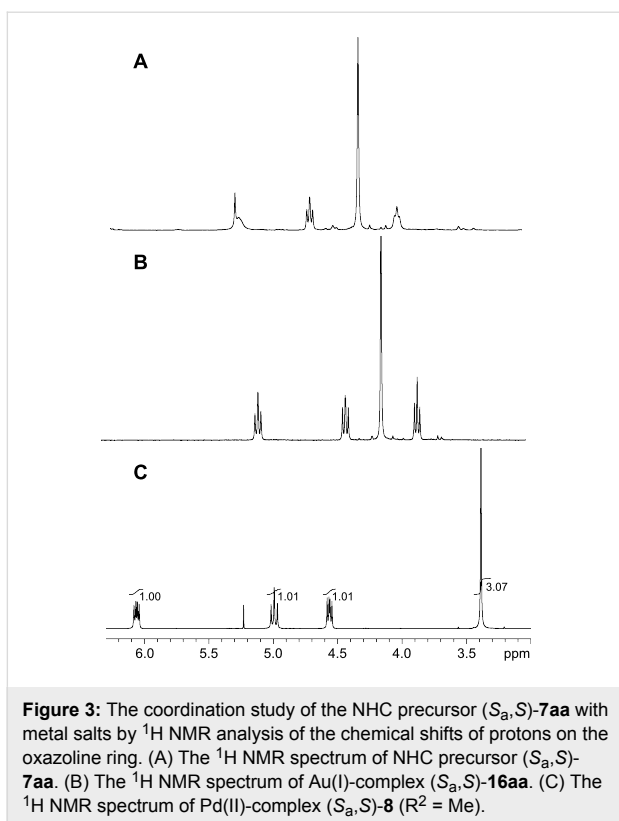 A
B
C
1.00
1.01
1.01
3.07
6.0 5.5 5.0 4.5 4.0 3.5 ppm
Figure 3: The coordination study of the NHC precursor (Sa,S)-7aa with
metal salts by 1H NMR analysis of the chemical shifts of protons on the
oxazoline ring. (A) The 1H NMR spectrum of NHC precursor (Sa,S)-
7aa. (B) The 1H NMR spectrum of Au(I)-complex (Sa,S)-16aa. (C) The
1H NMR spectrum of Pd(II)-complex (Sa,S)-8 (R2 = Me).